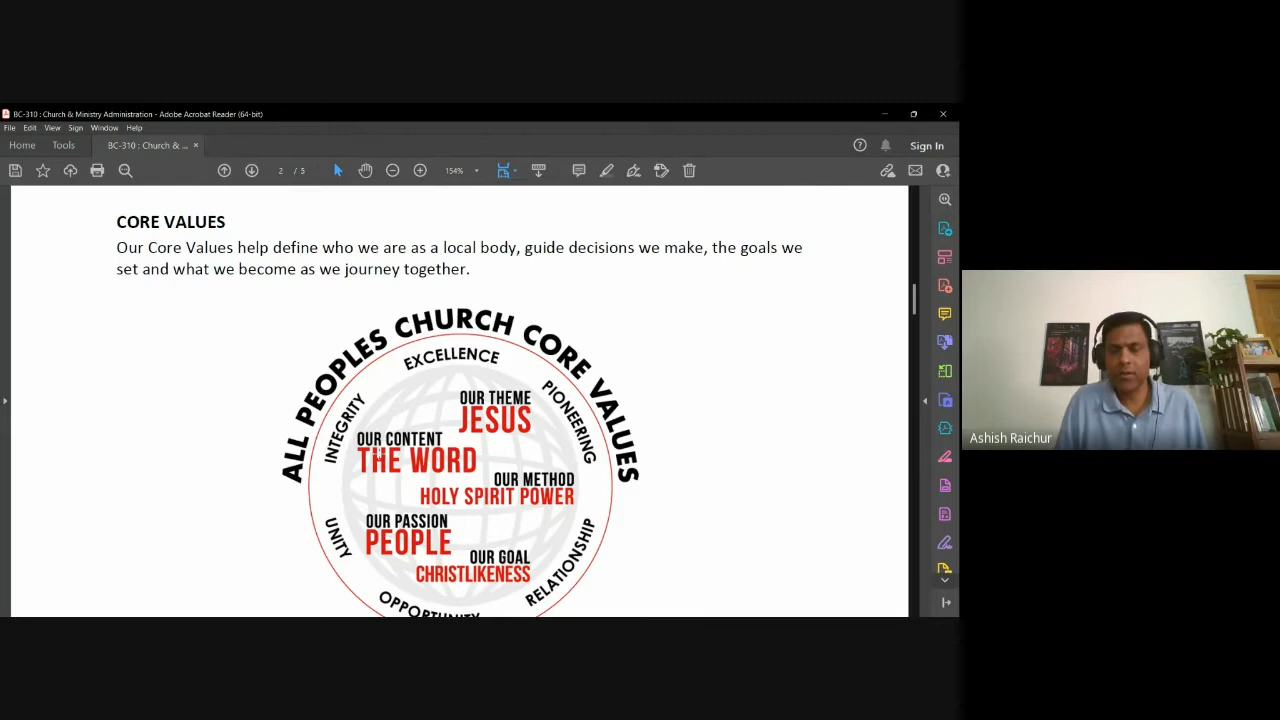 BC-310 : Church & Ministry Administration - Adobe Acrobat Reader (64-bit)
File Edit View Sign Window Help
Home Tools BC-310 : Church & ... × Sign In
2 / 5 154%
CORE VALUES
Our Core Values help define who we are as a local body, guide decisions we make, the goals we
set and what we become as we journey together.
ALL PEOPLES CHURCH CORE VALUES
EXCELLENCE
INTEGRITY
PIONEERING
OUR THEME
JESUS
OUR CONTENT
THE WORD
OUR METHOD
HOLY SPIRIT POWER
OUR PASSION
PEOPLE
OUR GOAL
CHRISTLIKENESS
UNITY
RELATIONSHIP
OPPORTUNITY
Ashish Raichur